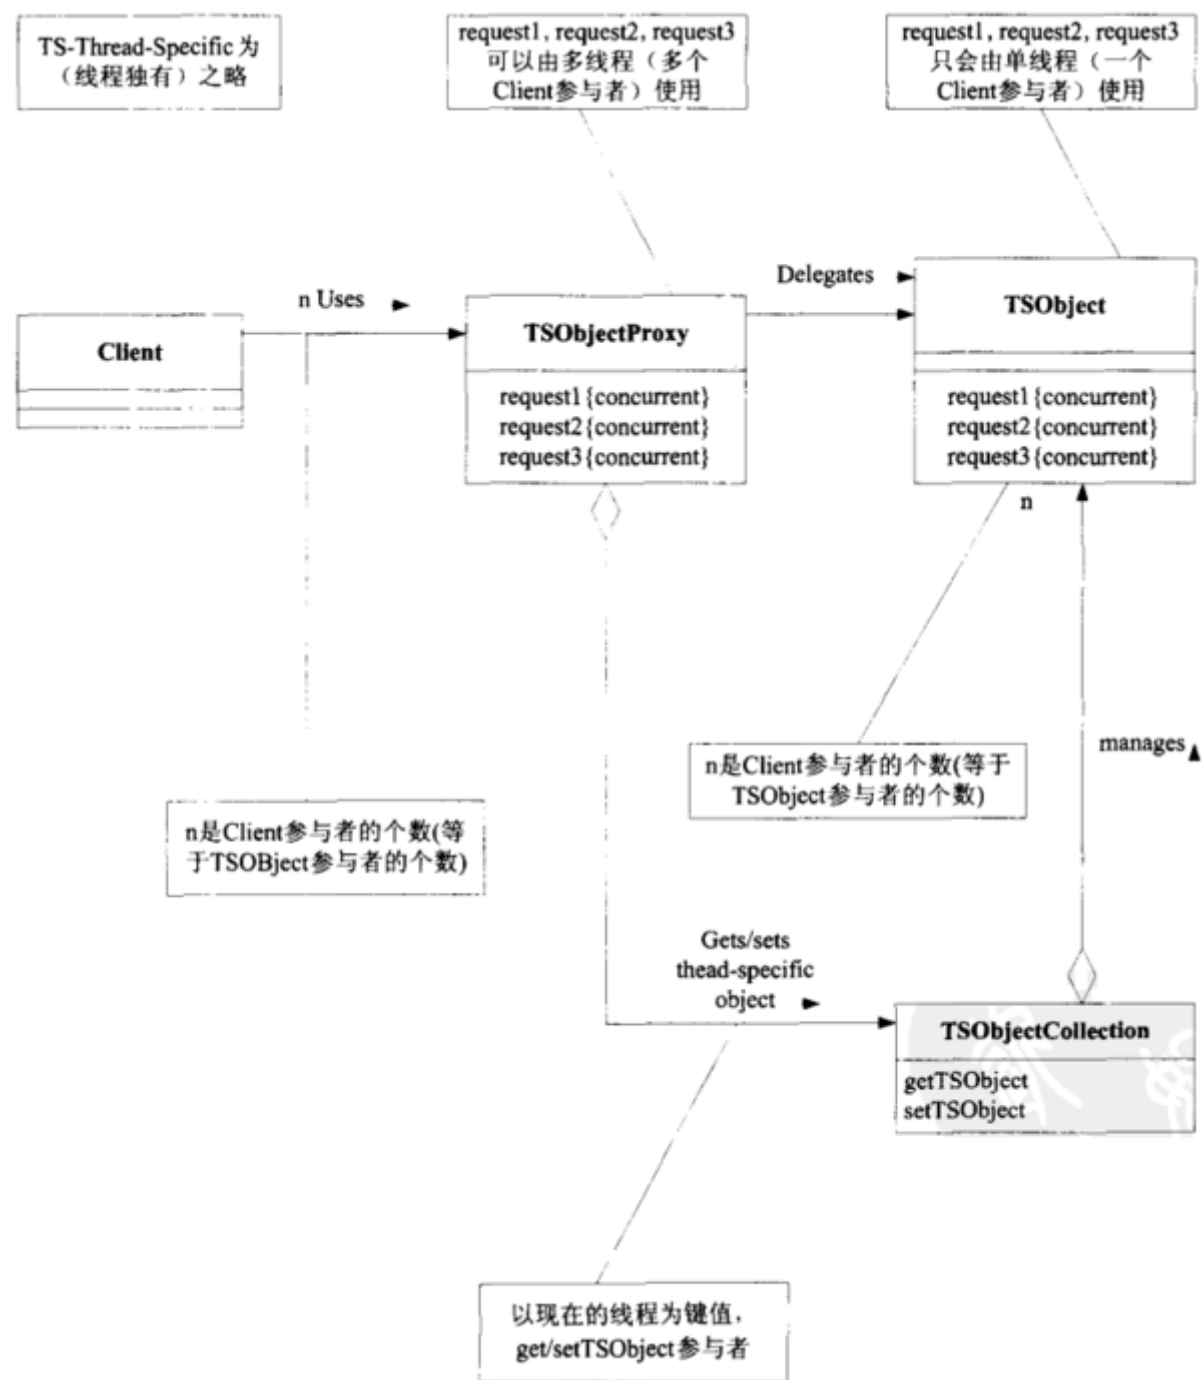 TS-Thread-Specific为
（线程独有）之略
request1, request2, request3
可以由多线程（多个
Client参与者）使用
request1, request2, request3
只会由单线程（一个
Client参与者）使用
n Uses
Delegates
Client
TSObjectProxy
request1{concurrent}
request2{concurrent}
request3{concurrent}
TSObject
request1{concurrent}
request2{concurrent}
request3{concurrent}
n
n是Client参与者的个数(等于
TSObject参与者的个数)
manages
n是Client参与者的个数(等
于TSOBject参与者的个数)
Gets/sets
thead-specific
object
TSObjectCollection
getTSObject
setTSObject
以现在的线程为键值，
get/setTSObject参与者